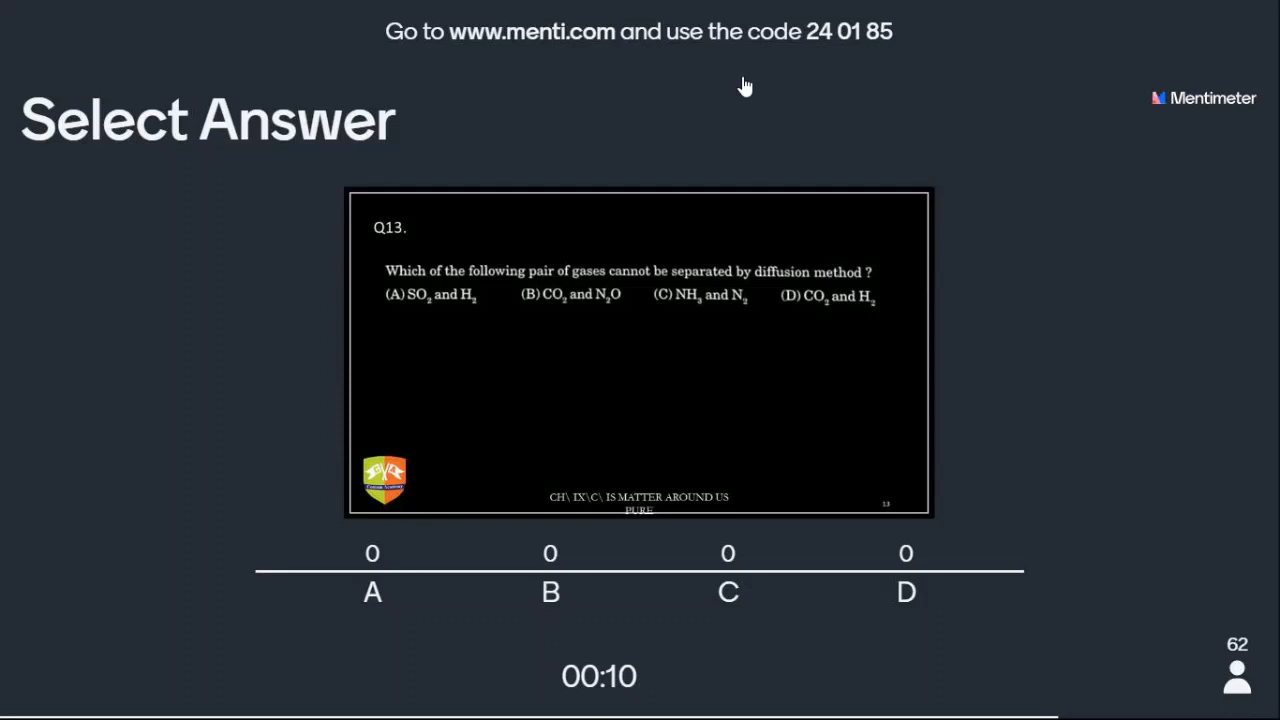 Go to www.menti.com and use the code 24 01 85
Mentimeter
Select Answer
Q13.
Which of the following pair of gases cannot be separated by diffusion method ?
(A) SO₂ and H₂ (B) CO₂ and N₂O (C) NH₃ and N₂ (D) CO₂ and H₂
CH\ IX\C\ IS MATTER AROUND US
PURE
13
0 0 0 0
A B C D
00:10
62